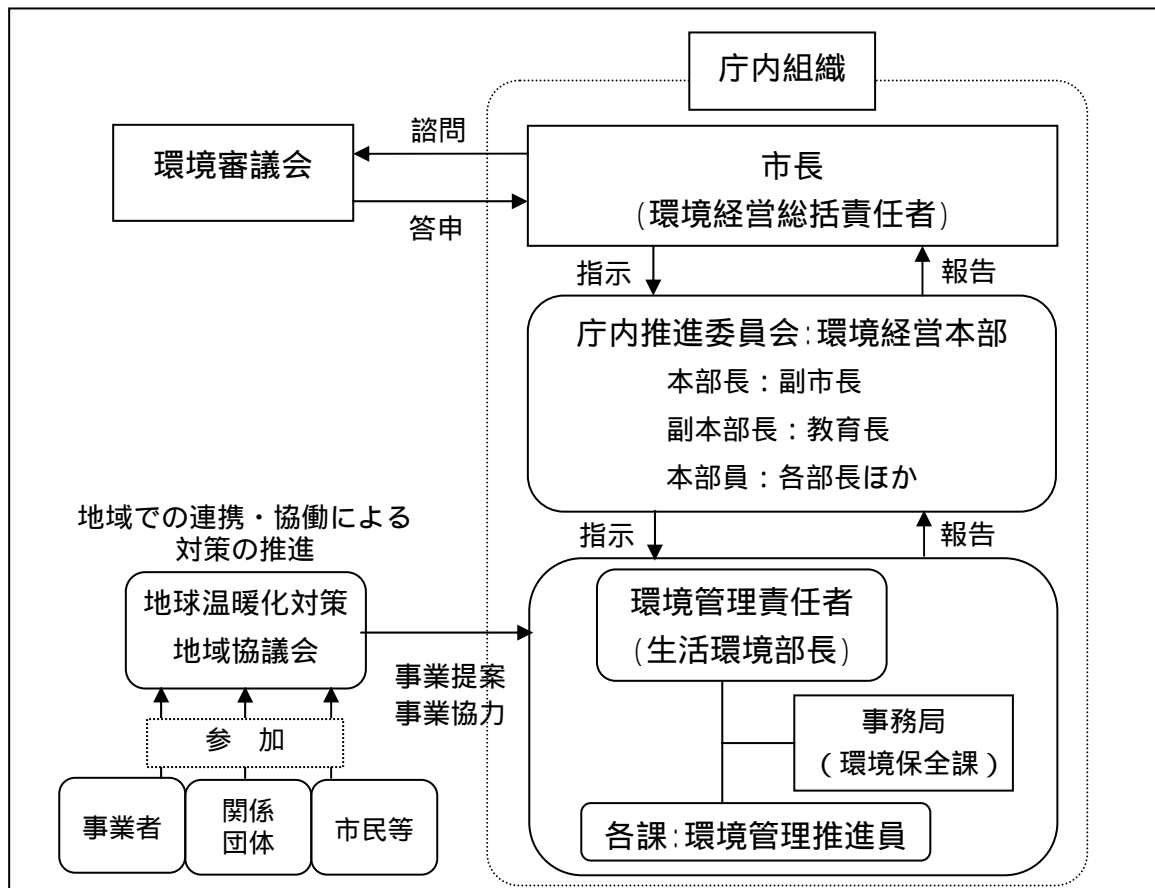 庁内組織
諮問
環境審議会
答申
市長
(環境経営総括責任者)
指示
報告
庁内推進委員会:環境経営本部
本部長：副市長
副本部長：教育長
本部員：各部長ほか
指示
報告
地域での連携・協働による
対策の推進
地球温暖化対策
地域協議会
事業提案
事業協力
参　加
事業者
関係
団体
市民等
環境管理責任者
(生活環境部長)
事務局
（環境保全課）
各課:環境管理推進員